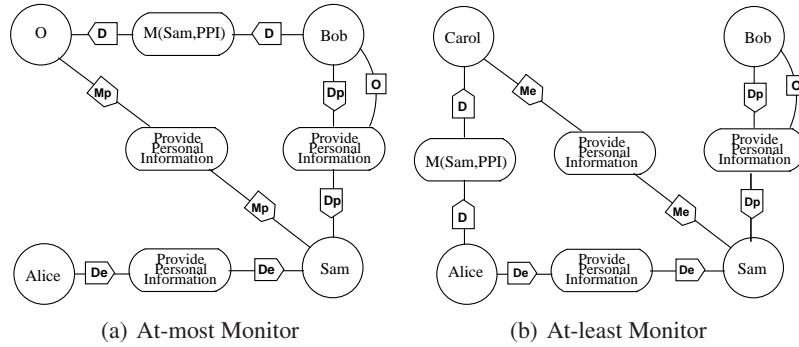 O
D
M(Sam,PPI)
D
Bob
Mp
Dp
O
Provide
Personal
Information
Provide
Personal
Information
Mp
Dp
Alice
De
Provide
Personal
Information
De
Sam
(a) At-most Monitor
Carol
Bob
Me
Dp
O
D
M(Sam,PPI)
Provide
Personal
Information
Provide
Personal
Information
D
Me
Dp
Alice
De
Provide
Personal
Information
De
Sam
(b) At-least Monitor